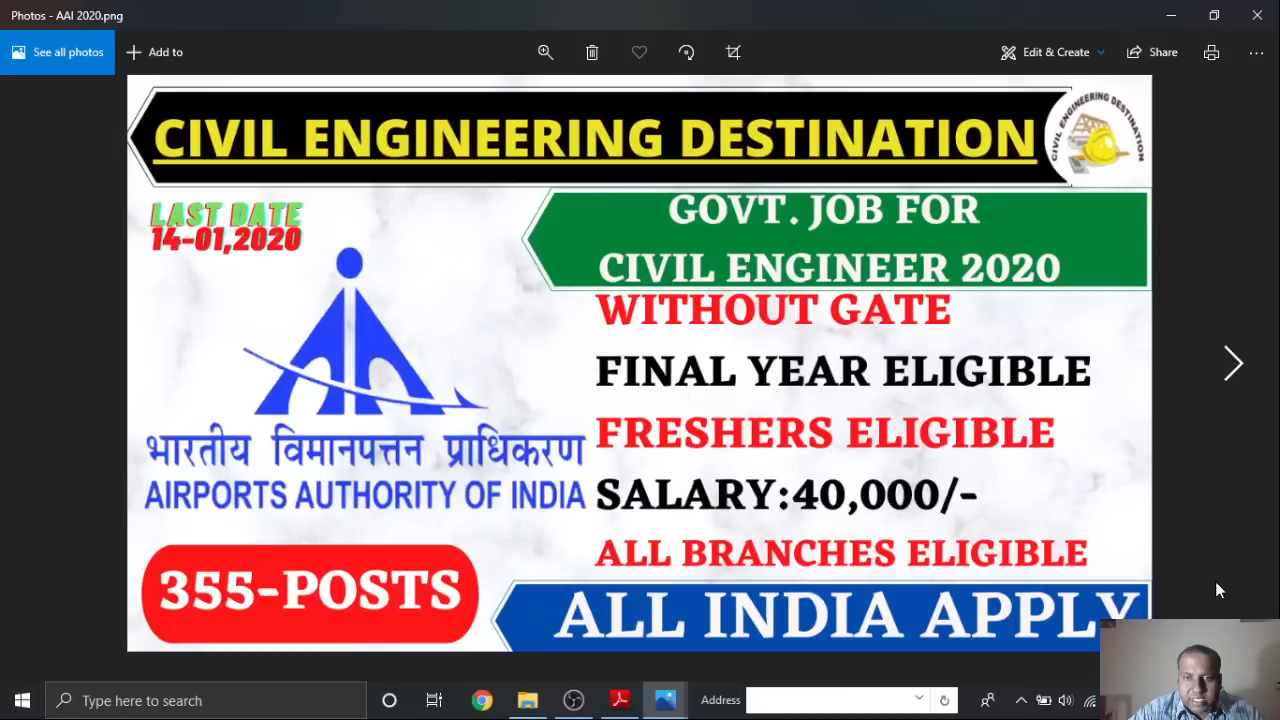 Photos - AAI 2020.png
See all photos
Add to
Edit & Create
Share
CIVIL ENGINEERING DESTINATION
CIVIL ENGINEERING DESTINATION
LAST DATE
14-01,2020
GOVT. JOB FOR
CIVIL ENGINEER 2020
WITHOUT GATE
FINAL YEAR ELIGIBLE
FRESHERS ELIGIBLE
SALARY:40,000/-
ALL BRANCHES ELIGIBLE
भारतीय विमानपत्तन प्राधिकरण
AIRPORTS AUTHORITY OF INDIA
355-POSTS
ALL INDIA APPLY
Type here to search
Address